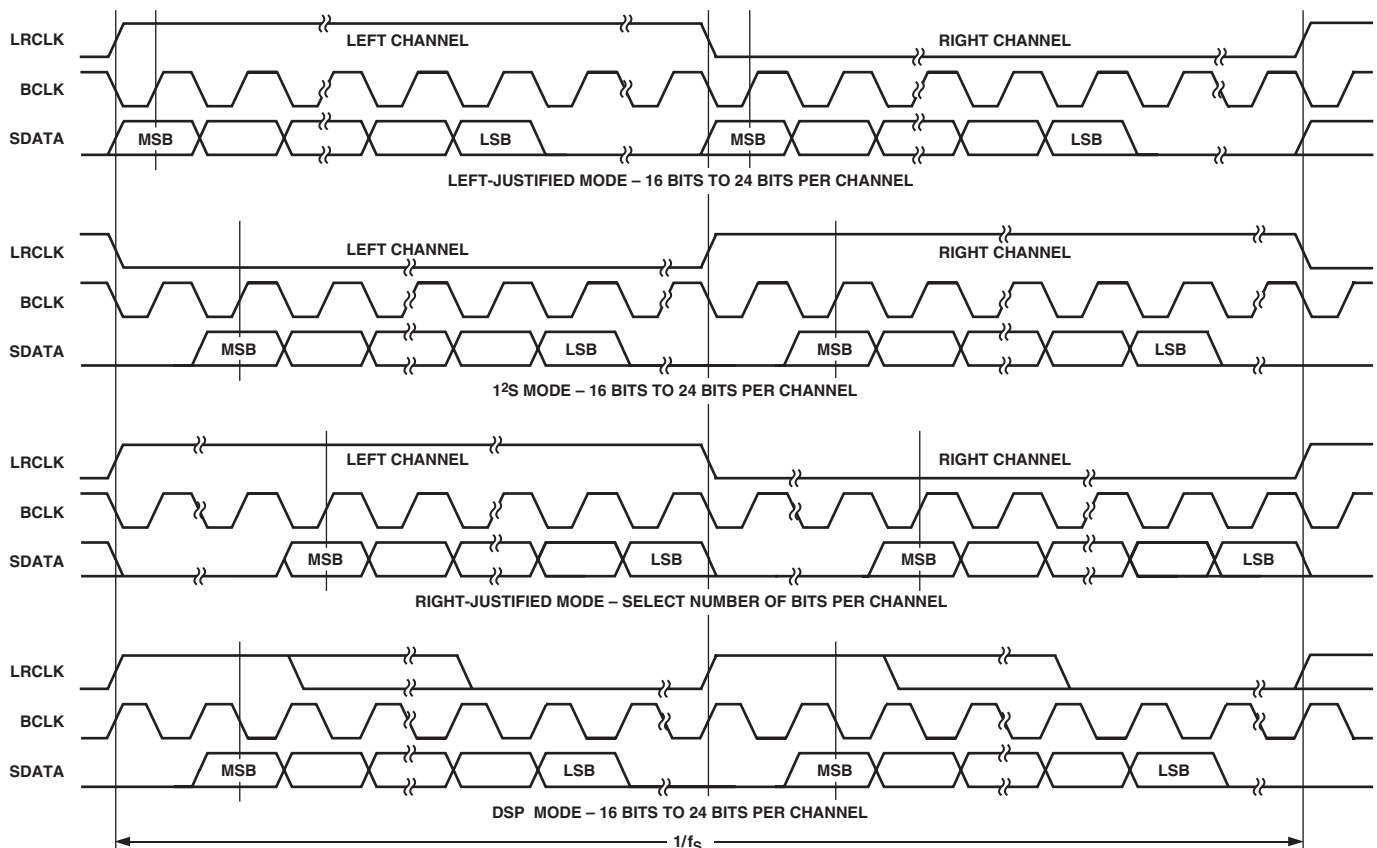 LRCLK LEFT CHANNEL RIGHT CHANNEL
BCLK
SDATA MSB LSB MSB LSB
LEFT-JUSTIFIED MODE – 16 BITS TO 24 BITS PER CHANNEL
LRCLK LEFT CHANNEL RIGHT CHANNEL
BCLK
SDATA MSB LSB MSB LSB
1²S MODE – 16 BITS TO 24 BITS PER CHANNEL
LRCLK LEFT CHANNEL RIGHT CHANNEL
BCLK
SDATA MSB LSB MSB LSB
RIGHT-JUSTIFIED MODE – SELECT NUMBER OF BITS PER CHANNEL
LRCLK
BCLK
SDATA MSB LSB MSB LSB
DSP MODE – 16 BITS TO 24 BITS PER CHANNEL
1/fS